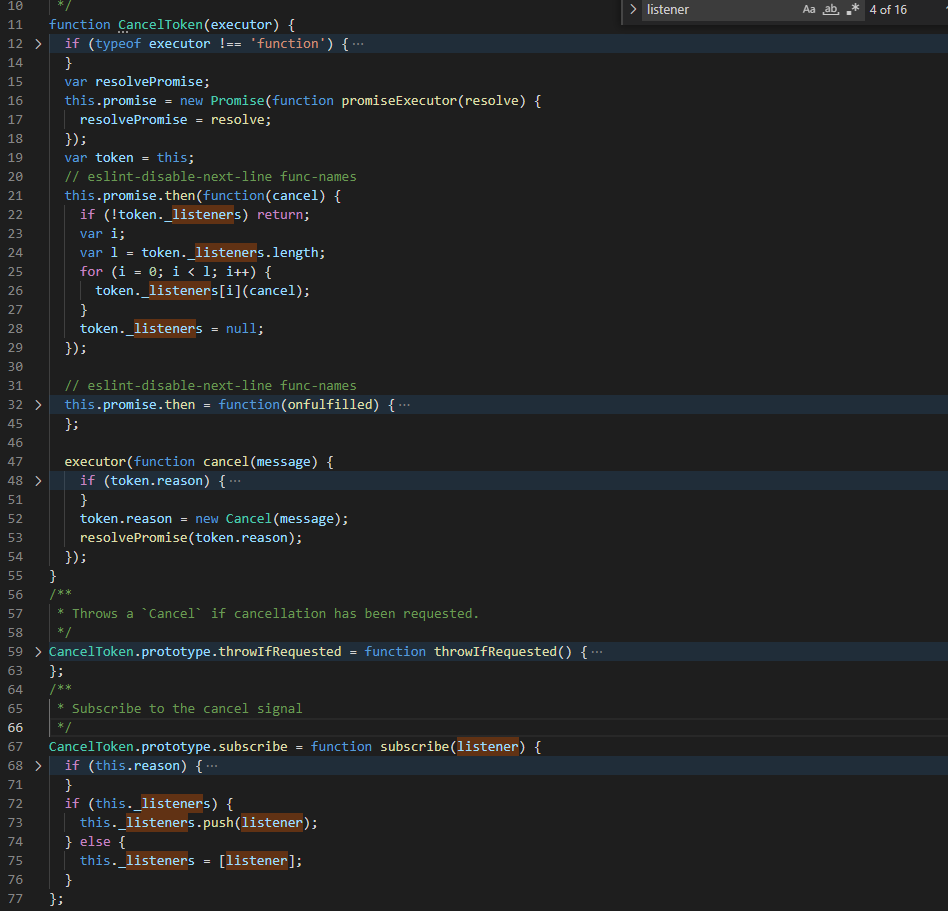 listener Aa ab .* 4 of 16
10 */
11 function CancelToken(executor) {
12 > if (typeof executor !== 'function') {···
14 }
15 var resolvePromise;
16 this.promise = new Promise(function promiseExecutor(resolve) {
17 resolvePromise = resolve;
18 });
19 var token = this;
20 // eslint-disable-next-line func-names
21 this.promise.then(function(cancel) {
22 if (!token._listeners) return;
23 var i;
24 var l = token._listeners.length;
25 for (i = 0; i < l; i++) {
26 token._listeners[i](cancel);
27 }
28 token._listeners = null;
29 });
30
31 // eslint-disable-next-line func-names
32 > this.promise.then = function(onfulfilled) {···
45 };
46
47 executor(function cancel(message) {
48 > if (token.reason) {···
51 }
52 token.reason = new Cancel(message);
53 resolvePromise(token.reason);
54 });
55 }
56 /**
57 * Throws a `Cancel` if cancellation has been requested.
58 */
59 > CancelToken.prototype.throwIfRequested = function throwIfRequested() {···
63 };
64 /**
65 * Subscribe to the cancel signal
66 */
67 CancelToken.prototype.subscribe = function subscribe(listener) {
68 > if (this.reason) {···
71 }
72 if (this._listeners) {
73 this._listeners.push(listener);
74 } else {
75 this._listeners = [listener];
76 }
77 };